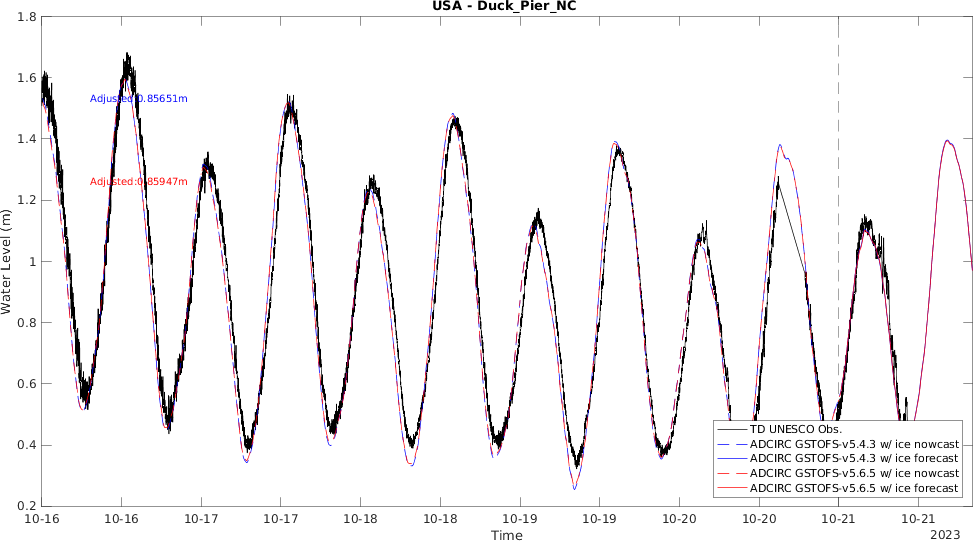 USA - Duck_Pier_NC
1.8
1.6
1.4
1.2
1
0.8
0.6
0.4
0.2
Water Level (m)
Adjusted:0.85651m
Adjusted:0.85947m
TD UNESCO Obs.
ADCIRC GSTOFS-v5.4.3 w/ ice nowcast
ADCIRC GSTOFS-v5.4.3 w/ ice forecast
ADCIRC GSTOFS-v5.6.5 w/ ice nowcast
ADCIRC GSTOFS-v5.6.5 w/ ice forecast
10-16 10-16 10-17 10-17 10-18 10-18 10-19 10-19 10-20 10-20 10-21 10-21
Time
2023